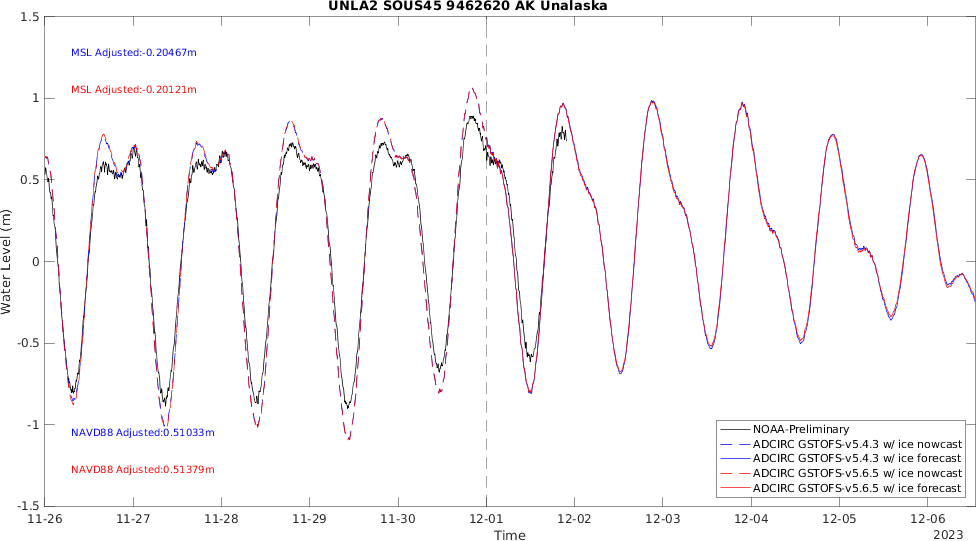 UNLA2 SOUS45 9462620 AK Unalaska
1.5
1
0.5
0
-0.5
-1
-1.5
Water Level (m)
MSL Adjusted:-0.20467m
MSL Adjusted:-0.20121m
NAVD88 Adjusted:0.51033m
NAVD88 Adjusted:0.51379m
NOAA-Preliminary
ADCIRC GSTOFS-v5.4.3 w/ ice nowcast
ADCIRC GSTOFS-v5.4.3 w/ ice forecast
ADCIRC GSTOFS-v5.6.5 w/ ice nowcast
ADCIRC GSTOFS-v5.6.5 w/ ice forecast
11-26 11-27 11-28 11-29 11-30 12-01 12-02 12-03 12-04 12-05 12-06
Time
2023